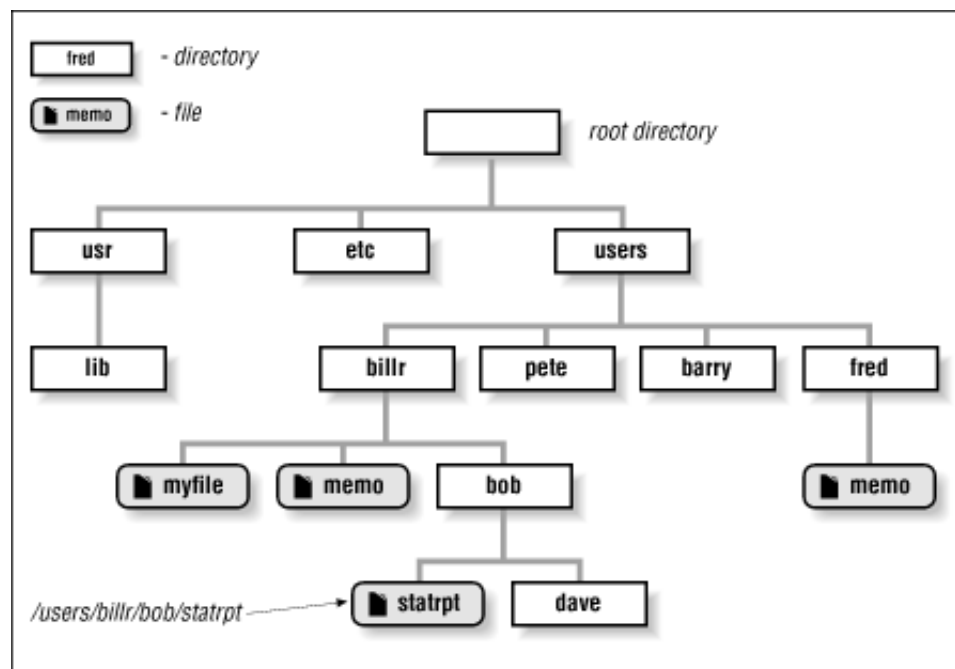 fred - directory
memo - file
root directory
usr etc users
lib billr pete barry fred
myfile memo bob memo
/users/billr/bob/statrpt statrpt dave